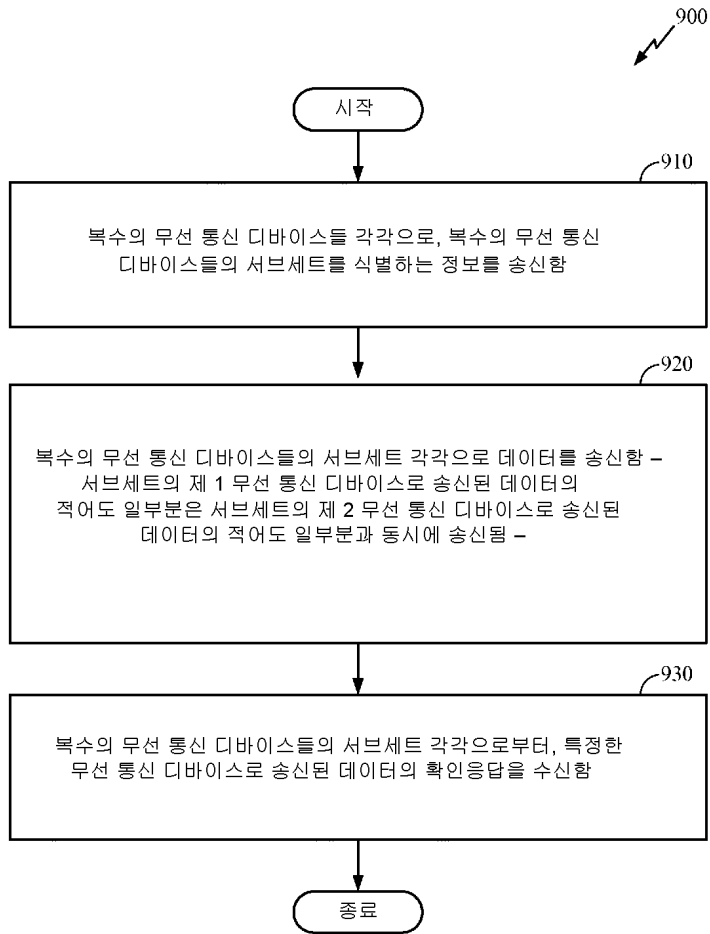 900
시작
910
복수의 무선 통신 디바이스들 각각으로, 복수의 무선 통신
디바이스들의 서브세트를 식별하는 정보를 송신함
920
복수의 무선 통신 디바이스들의 서브세트 각각으로 데이터를 송신함 –
서브세트의 제 1 무선 통신 디바이스로 송신된 데이터의
적어도 일부분은 서브세트의 제 2 무선 통신 디바이스로 송신된
데이터의 적어도 일부분과 동시에 송신됨 –
930
복수의 무선 통신 디바이스들의 서브세트 각각으로부터, 특정한
무선 통신 디바이스로 송신된 데이터의 확인응답을 수신함
종료